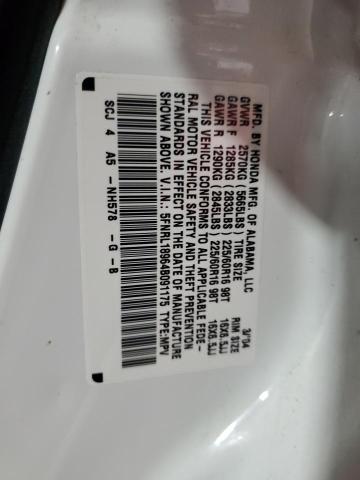 MFD. BY HONDA MFG. OF ALABAMA, LLC 3/04
GVWR 2570KG (5665LBS) TIRE SIZE RIM SIZE
GAWR F 1285KG (2833LBS) 225/60R16 98T 16X6.5JJ
GAWR R 1290KG (2845LBS) 225/60R16 98T 16X6.5JJ
THIS VEHICLE CONFORMS TO ALL APPLICABLE FEDE-
RAL MOTOR VEHICLE SAFETY AND THEFT PREVENTION
STANDARDS IN EFFECT ON THE DATE OF MANUFACTURE
SHOWN ABOVE. V.I.N.: 5FNRL18994B091175 TYPE:MPV
SCJ 4 A5 -NH578 -G -B